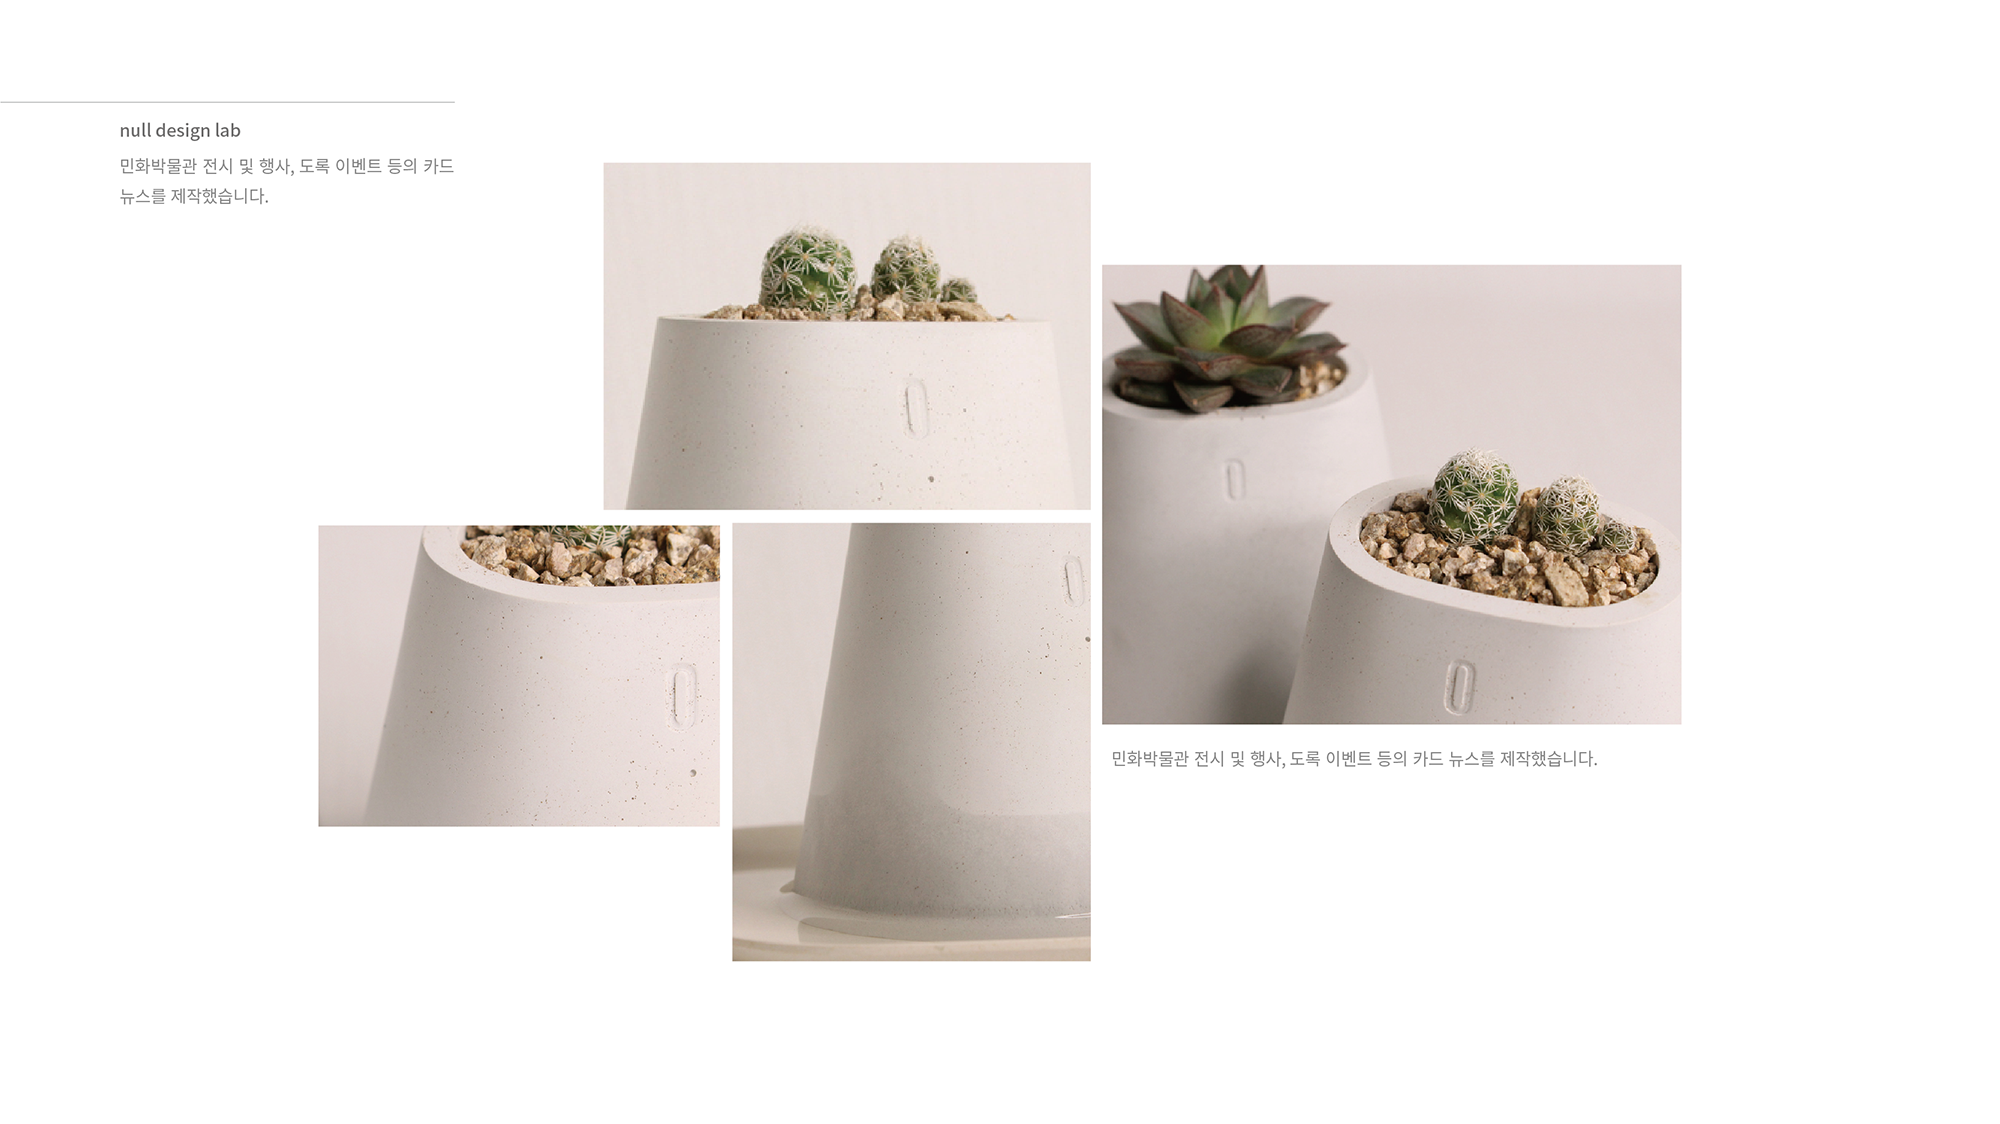 null design lab
민화박물관 전시 및 행사, 도록 이벤트 등의 카드
뉴스를 제작했습니다.
민화박물관 전시 및 행사, 도록 이벤트 등의 카드 뉴스를 제작했습니다.